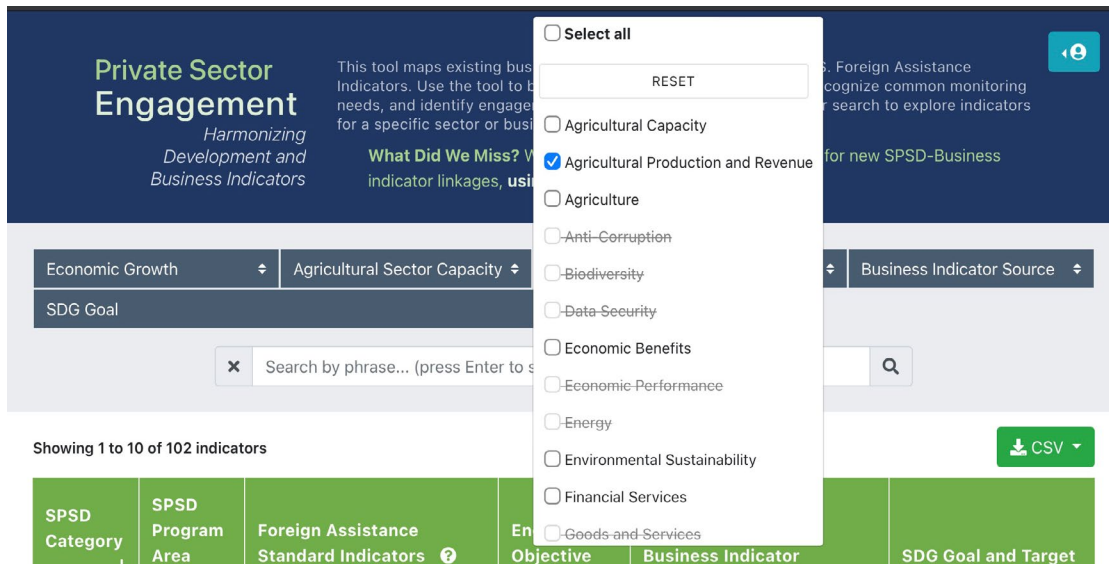 Private Sector
Engagement
Harmonizing
Development and
Business Indicators
This tool maps existing bus
Indicators. Use the tool to b
needs, and identify engage
for a specific sector or busi
S. Foreign Assistance
cognize common monitoring
r search to explore indicators
What Did We Miss?
for new SPSD-Business
indicator linkages, usi
Select all
RESET
Agricultural Capacity
Agricultural Production and Revenue
Agriculture
Anti-Corruption
Biodiversity
Data Security
Economic Benefits
Economic Performance
Energy
Environmental Sustainability
Financial Services
Goods and Services
Economic Growth
Agricultural Sector Capacity
Business Indicator Source
SDG Goal
Search by phrase... (press Enter to s
Showing 1 to 10 of 102 indicators
CSV
SPSD
Category
SPSD
Program
Area
Foreign Assistance
Standard Indicators ?
En
Objective
Business Indicator
SDG Goal and Target